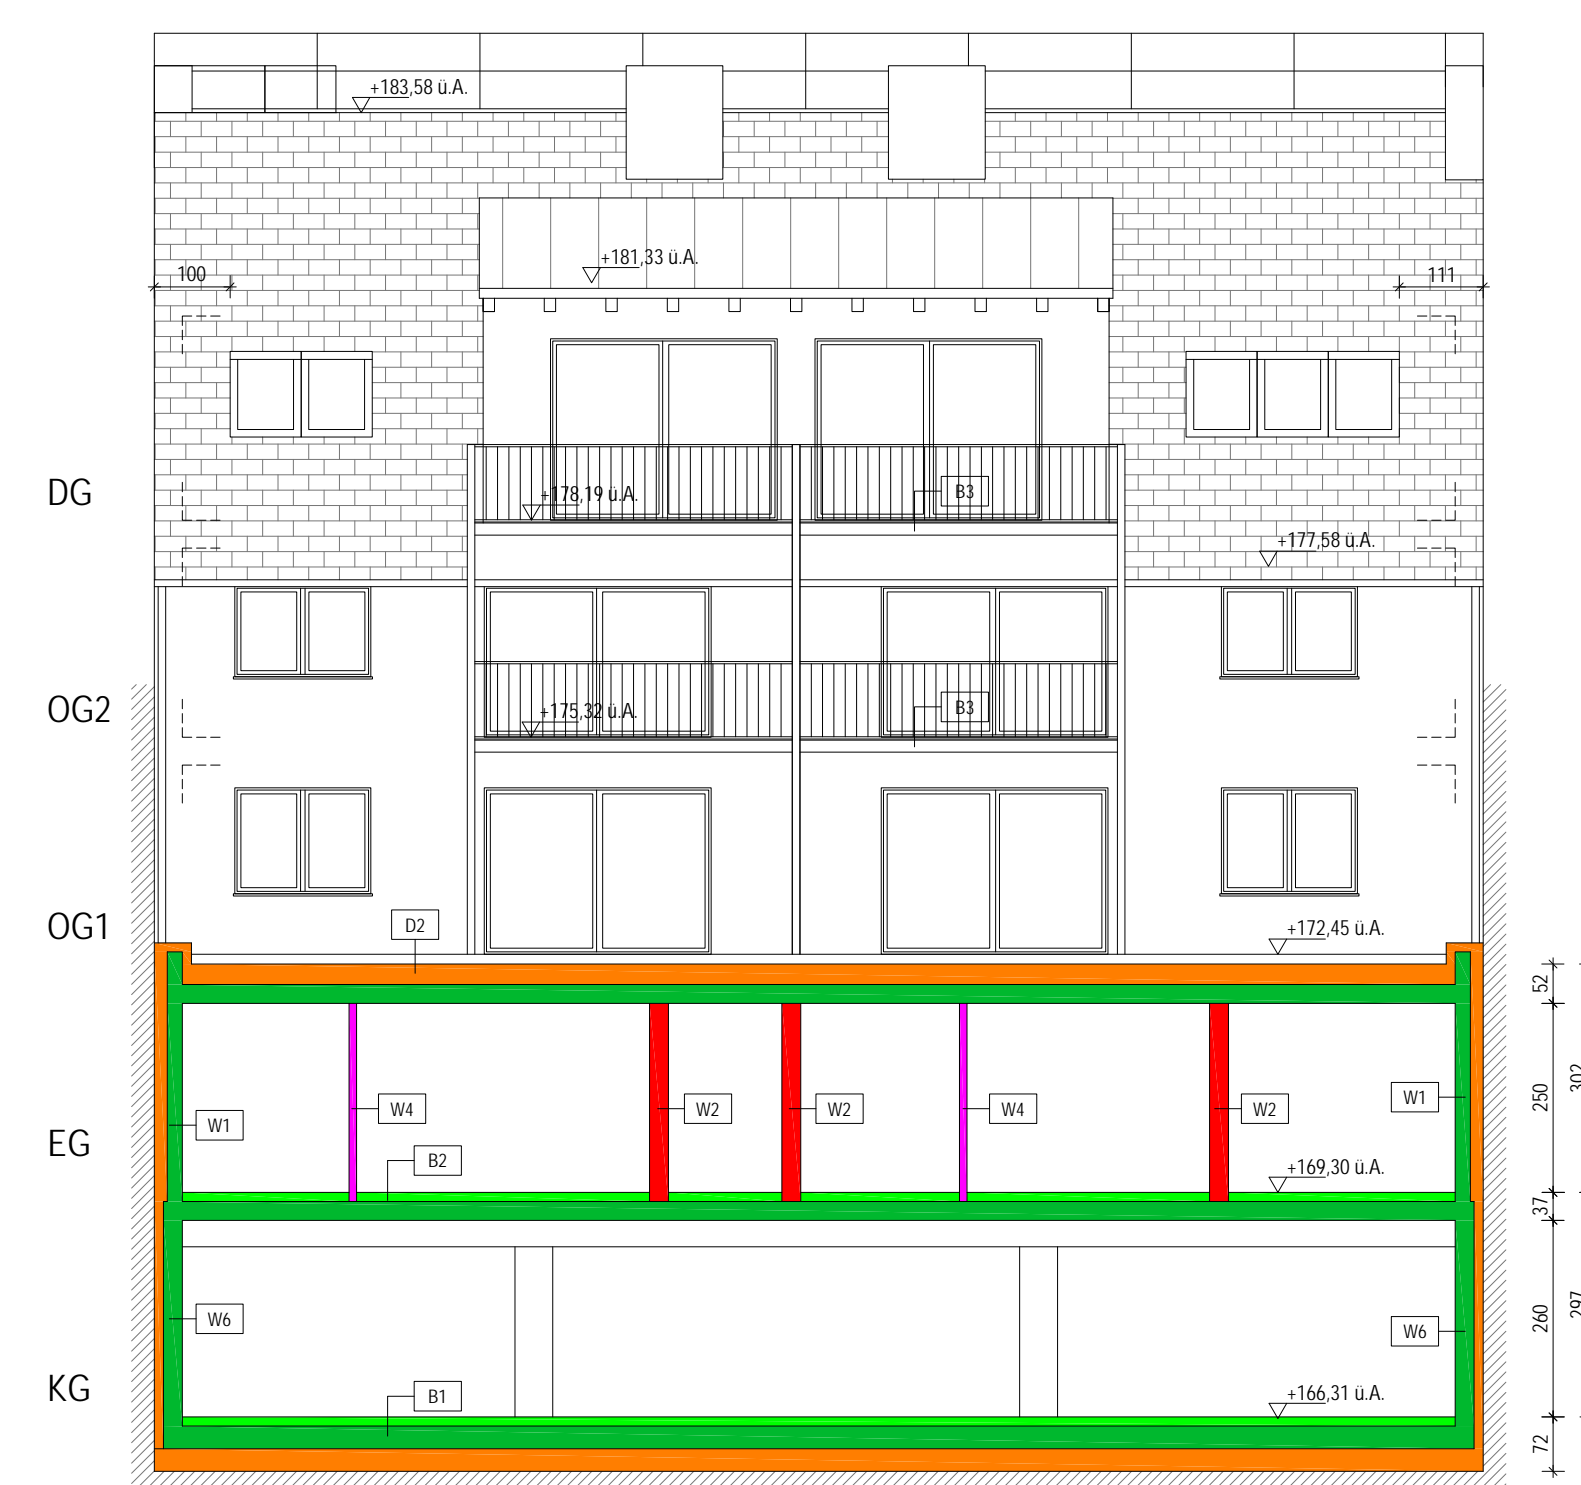 +183,58 ü.A.
+181,33 ü.A.
100
111
DG
+178,19 ü.A.
B3
+177,58 ü.A.
OG2
+175,32 ü.A.
B3
OG1
D2
+172,45 ü.A.
52
W4
W2
W2
W4
W2
W1
W1
250
302
EG
B2
+169,30 ü.A.
37
W6
W6
260
297
KG
B1
+166,31 ü.A.
72